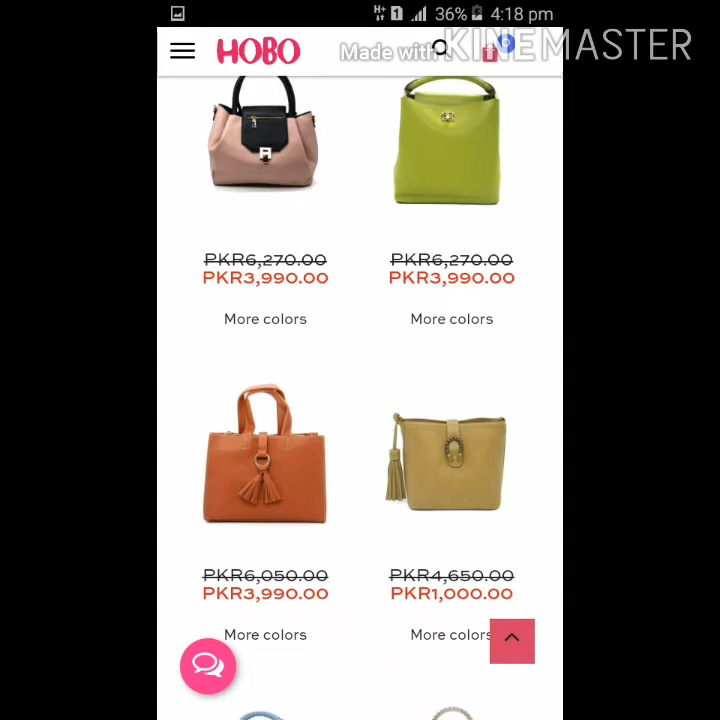 H+ 1 36% 4:18 pm
HOBO
Made with KINEMASTER
0
PKR6,270.00 PKR6,270.00
PKR3,990.00 PKR3,990.00
More colors More colors
PKR6,050.00 PKR4,650.00
PKR3,990.00 PKR1,000.00
More colors More colors